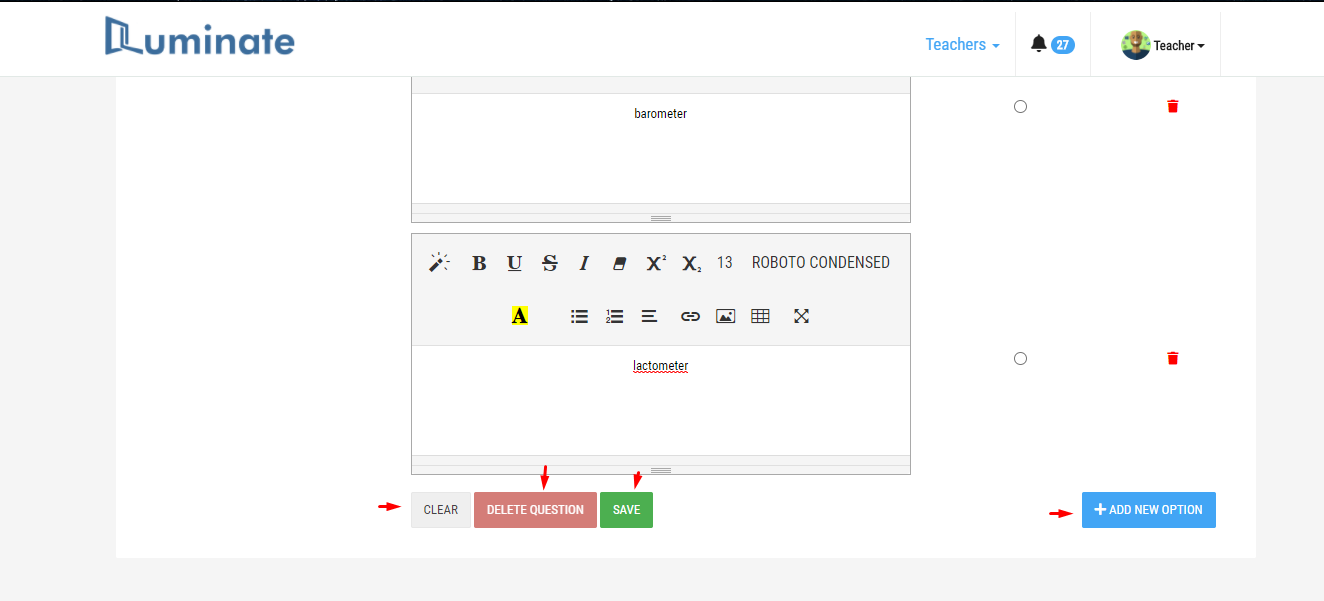 Luminate
Teachers
27
Teacher
barometer
B U S I X² X₂ 13 ROBOTO CONDENSED
A
lactometer
CLEAR DELETE QUESTION SAVE + ADD NEW OPTION